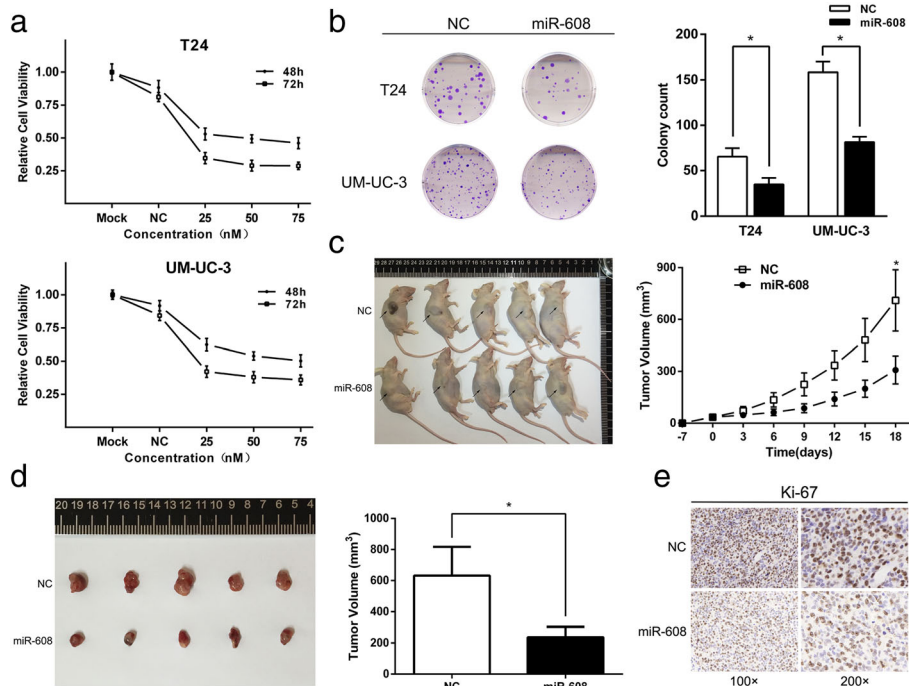 a
T24
Relative Cell Viability
1.00
0.75
0.50
0.25
48h
72h
Mock NC 25 50 75
Concentration (nM)
UM-UC-3
Relative Cell Viability
1.00
0.75
0.50
0.25
48h
72h
Mock NC 25 50 75
Concentration (nM)
b
NC miR-608
T24
UM-UC-3
NC
miR-608
Colony count
200
150
100
50
0
* *
T24 UM-UC-3
c
NC
miR-608
NC
miR-608
Tumor Volume (mm³)
900
600
300
0
*
-7 0 3 6 9 12 15 18
Time(days)
d
20 19 18 17 16 15 14 13 12 11 10 9 8 7 6 5 4
NC
miR-608
Tumor Volume (mm³)
1000
800
600
400
200
0
*
NC miR-608
e
Ki-67
NC
miR-608
100× 200×